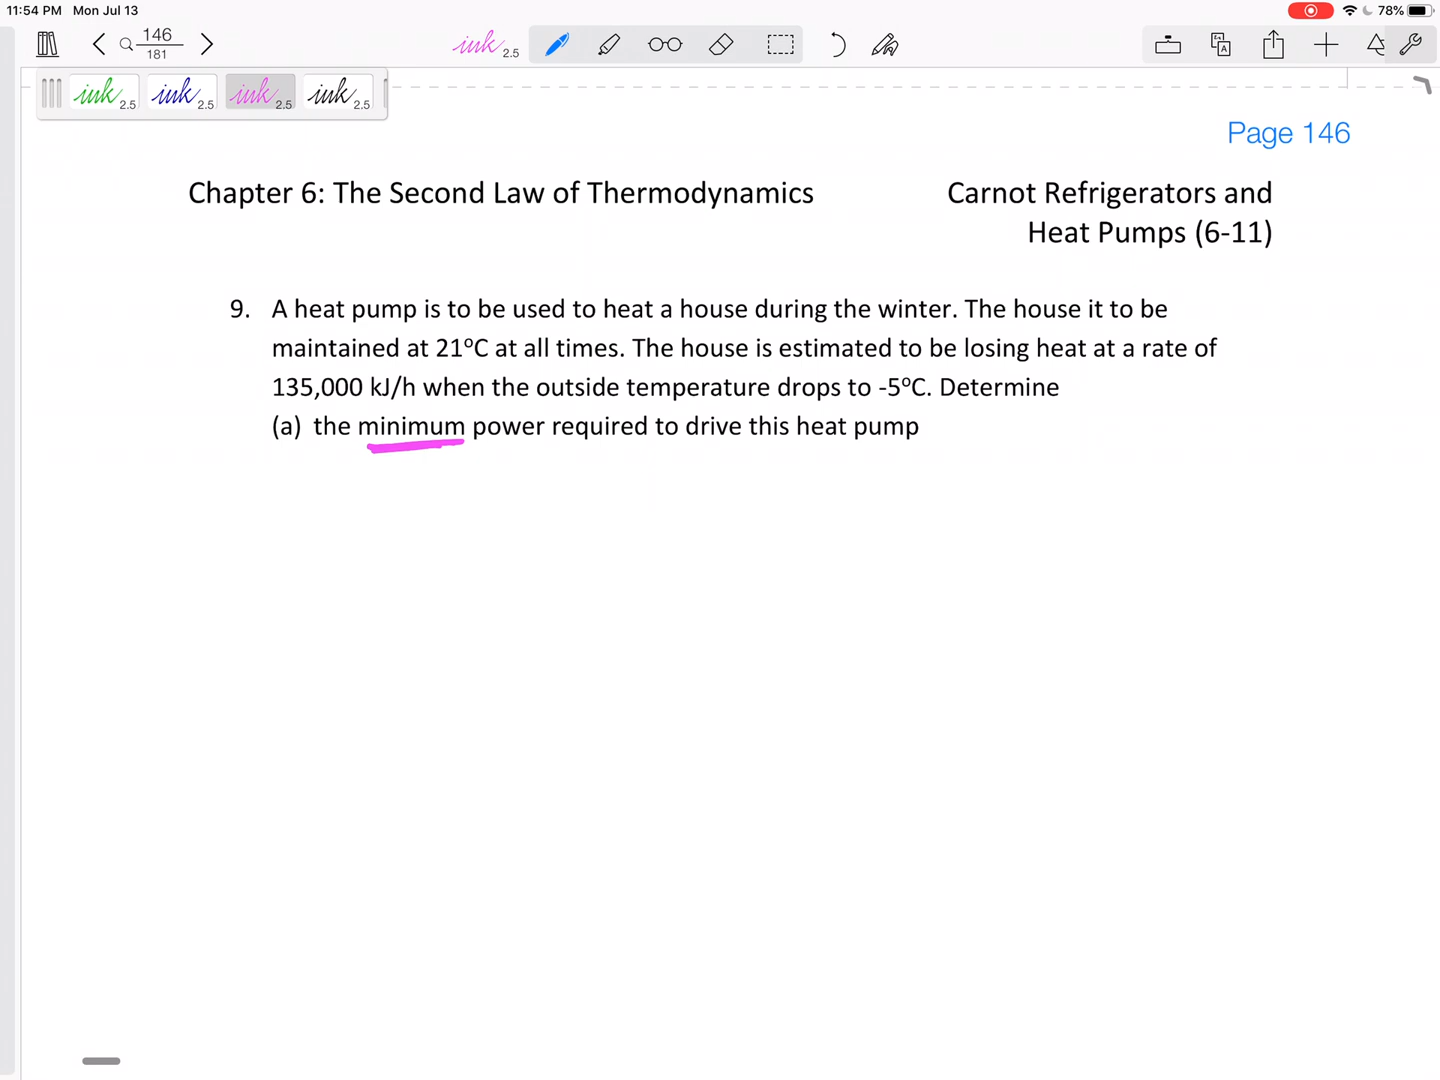 11:54 PM Mon Jul 13
78%
146
181
ink 2.5
ink 2.5
ink 2.5
ink 2.5
ink 2.5
A
Page 146
Chapter 6: The Second Law of Thermodynamics
Carnot Refrigerators and
Heat Pumps (6-11)
9. A heat pump is to be used to heat a house during the winter. The house it to be
maintained at 21°C at all times. The house is estimated to be losing heat at a rate of
135,000 kJ/h when the outside temperature drops to -5°C. Determine
(a) the minimum power required to drive this heat pump